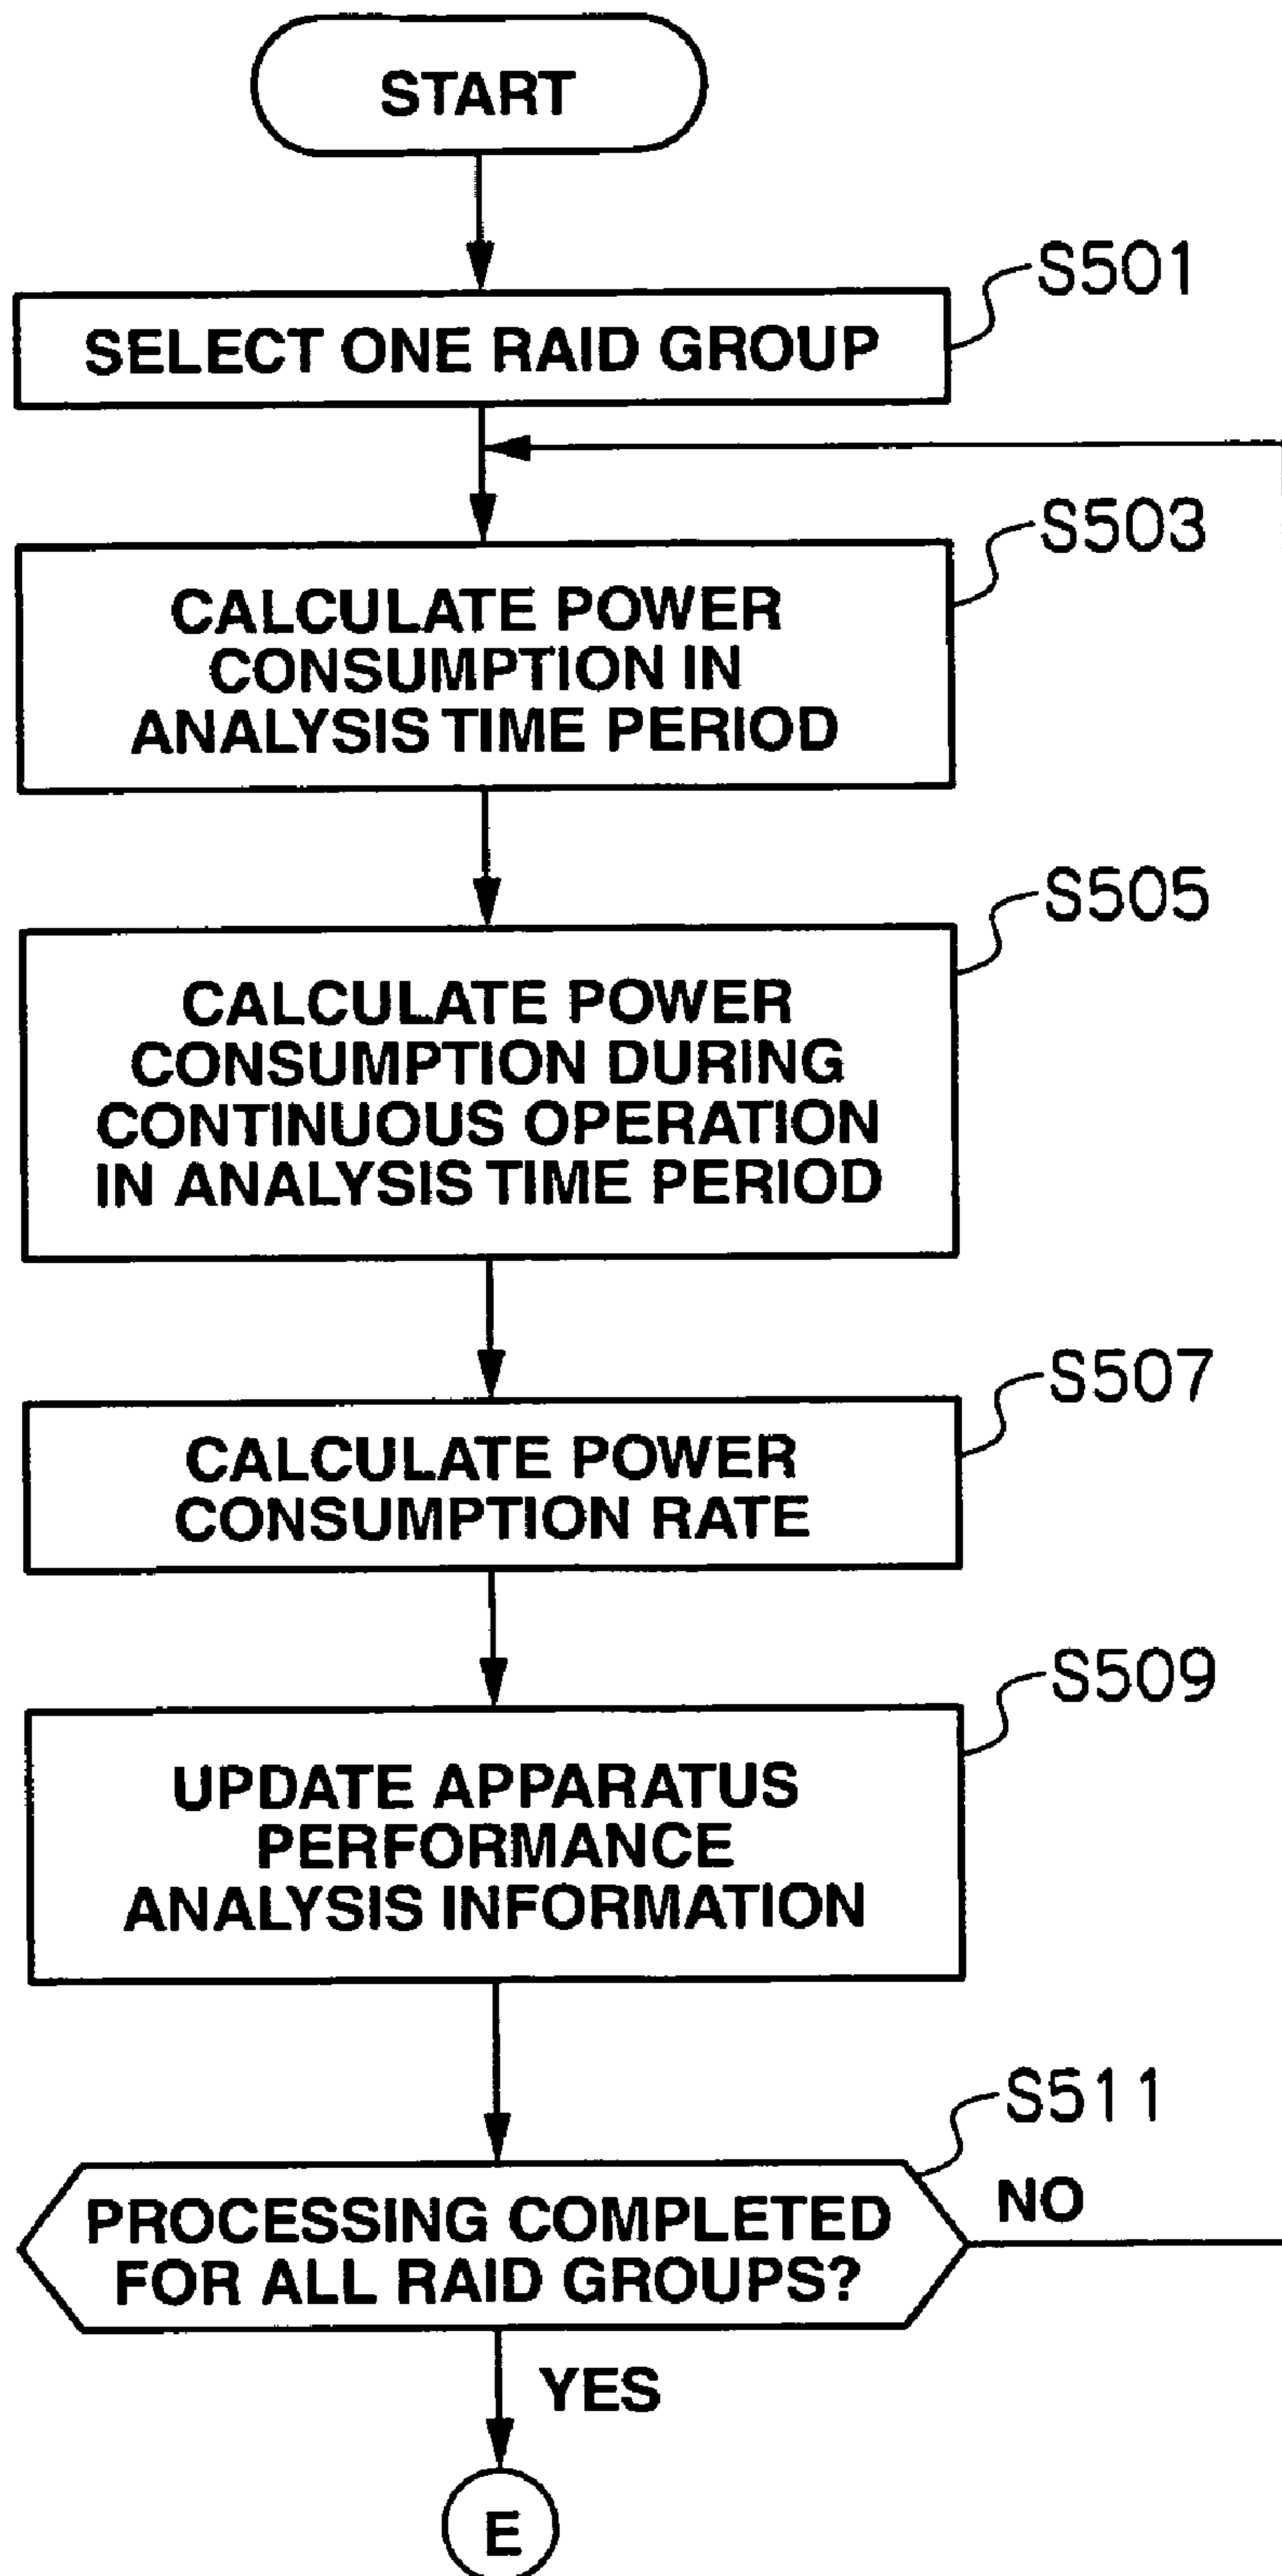 START
S501
SELECT ONE RAID GROUP
S503
CALCULATE POWER
CONSUMPTION IN
ANALYSIS TIME PERIOD
S505
CALCULATE POWER
CONSUMPTION DURING
CONTINUOUS OPERATION
IN ANALYSIS TIME PERIOD
S507
CALCULATE POWER
CONSUMPTION RATE
S509
UPDATE APPARATUS
PERFORMANCE
ANALYSIS INFORMATION
S511
PROCESSING COMPLETED
FOR ALL RAID GROUPS?
NO
YES
E